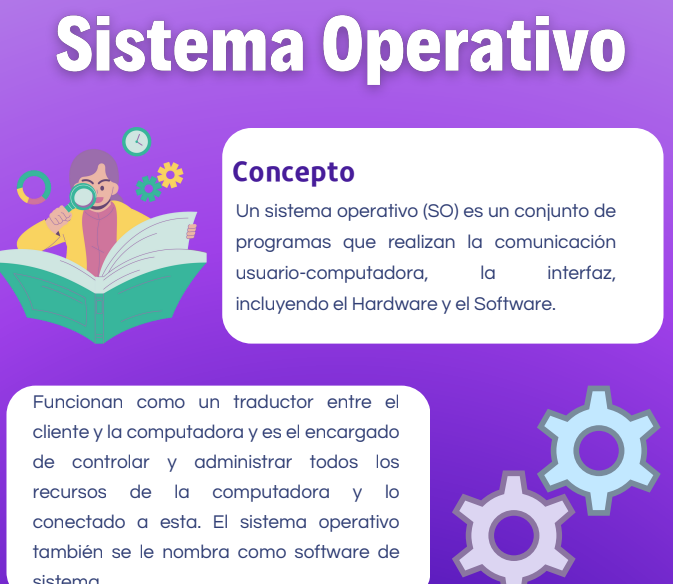 Sistema Operativo
Concepto
Un sistema operativo (SO) es un conjunto de
programas que realizan la comunicación
usuario-computadora, la interfaz,
incluyendo el Hardware y el Software.
Funcionan como un traductor entre el
cliente y la computadora y es el encargado
de controlar y administrar todos los
recursos de la computadora y lo
conectado a esta. El sistema operativo
también se le nombra como software de
sistema